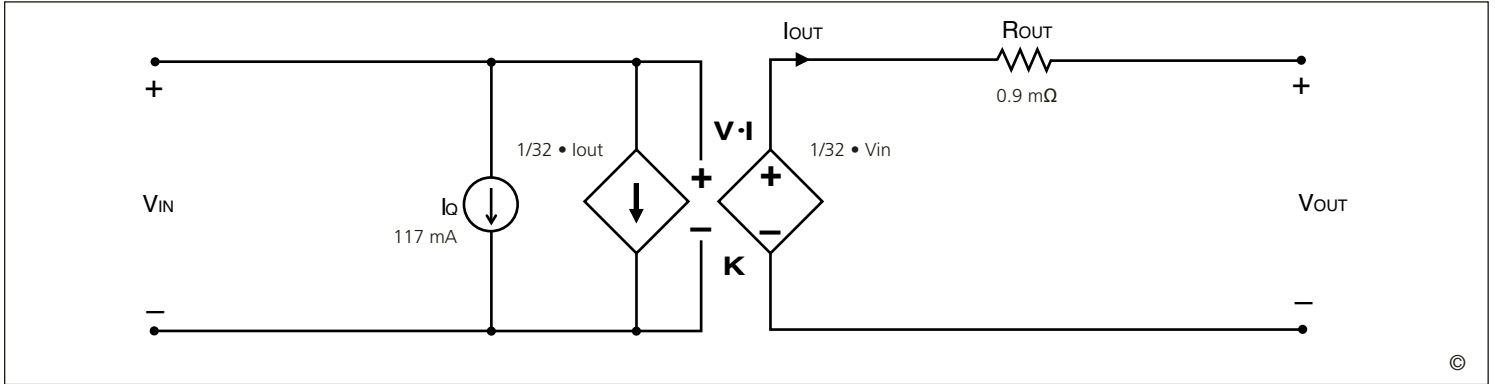 IOUT
ROUT
+
+
0.9 mΩ
V•I
1/32 • Iout
1/32 • Vin
+
+
VIN
IQ
VOUT
117 mA
–
–
K
–
–
©